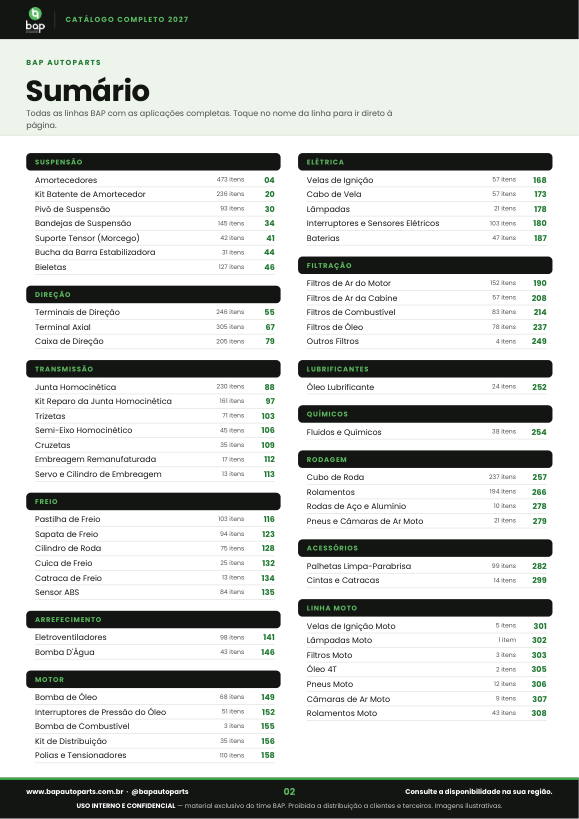 bap
CATÁLOGO COMPLETO 2027
BAP AUTOPARTS
Sumário
Todas as linhas BAP com as aplicações completas. Toque no nome da linha para ir direto à
página.
SUSPENSÃO
Amortecedores 473 itens 04
Kit Batente de Amortecedor 236 itens 20
Pivô de Suspensão 93 itens 30
Bandejas de Suspensão 145 itens 34
Suporte Tensor (Morcego) 42 itens 41
Bucha da Barra Estabilizadora 31 itens 44
Bieletas 127 itens 46
DIREÇÃO
Terminais de Direção 246 itens 55
Terminal Axial 305 itens 67
Caixa de Direção 205 itens 79
TRANSMISSÃO
Junta Homocinética 230 itens 88
Kit Reparo da Junta Homocinética 161 itens 97
Trizetas 71 itens 103
Semi-Eixo Homocinético 45 itens 106
Cruzetas 35 itens 109
Embreagem Remanufaturada 17 itens 112
Servo e Cilindro de Embreagem 13 itens 113
FREIO
Pastilha de Freio 103 itens 116
Sapata de Freio 94 itens 123
Cilindro de Roda 75 itens 128
Cuica de Freio 25 itens 132
Catraca de Freio 13 itens 134
Sensor ABS 84 itens 135
ARREFECIMENTO
Eletroventiladores 98 itens 141
Bomba D'Água 43 itens 146
MOTOR
Bomba de Óleo 68 itens 149
Interruptores de Pressão do Óleo 51 itens 152
Bomba de Combustível 3 itens 155
Kit de Distribuição 35 itens 156
Polias e Tensionadores 110 itens 158
ELÉTRICA
Velas de Ignição 57 itens 168
Cabo de Vela 57 itens 173
Lâmpadas 21 itens 178
Interruptores e Sensores Elétricos 103 itens 180
Baterias 47 itens 187
FILTRAÇÃO
Filtros de Ar do Motor 152 itens 190
Filtros de Ar da Cabine 57 itens 208
Filtros de Combustível 83 itens 214
Filtros de Óleo 78 itens 237
Outros Filtros 4 itens 249
LUBRIFICANTES
Óleo Lubrificante 24 itens 252
QUÍMICOS
Fluidos e Químicos 38 itens 254
RODAGEM
Cubo de Roda 237 itens 257
Rolamentos 194 itens 266
Rodas de Aço e Alumínio 10 itens 278
Pneus e Câmaras de Ar Moto 21 itens 279
ACESSÓRIOS
Palhetas Limpa-Parabrisa 99 itens 282
Cintas e Catracas 14 itens 299
LINHA MOTO
Velas de Ignição Moto 5 itens 301
Lâmpadas Moto 1 item 302
Filtros Moto 3 itens 303
Óleo 4T 2 itens 305
Pneus Moto 12 itens 306
Câmaras de Ar Moto 9 itens 307
Rolamentos Moto 43 itens 308
www.bapautoparts.com.br · @bapautoparts
02
Consulte a disponibilidade na sua região.
USO INTERNO E CONFIDENCIAL — material exclusivo do time BAP. Proibida a distribuição a clientes e terceiros. Imagens ilustrativas.